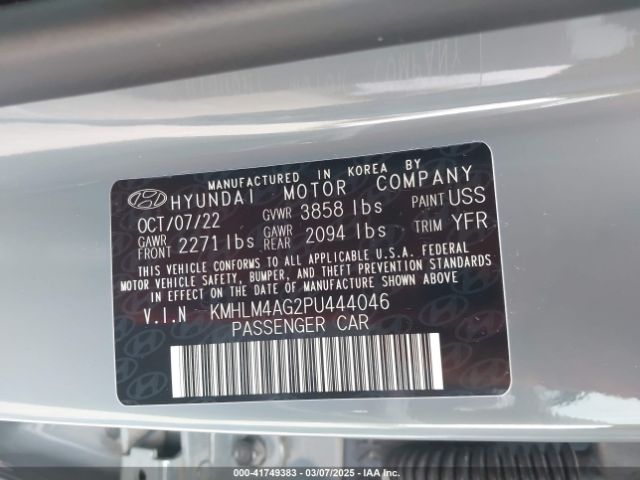 MANUFACTURED IN KOREA BY
HYUNDAI MOTOR COMPANY
OCT/07/22 GVWR 3858 lbs PAINT USS
GAWR FRONT 2271 lbs GAWR REAR 2094 lbs TRIM YFR
THIS VEHICLE CONFORMS TO ALL APPLICABLE U.S.A. FEDERAL
MOTOR VEHICLE SAFETY, BUMPER, AND THEFT PREVENTION STANDARDS
IN EFFECT ON THE DATE OF MANUFACTURE SHOWN ABOVE.
V.I.N KMHLM4AG2PU444046
PASSENGER CAR
000-41749383 - 03/07/2025 - IAA Inc.